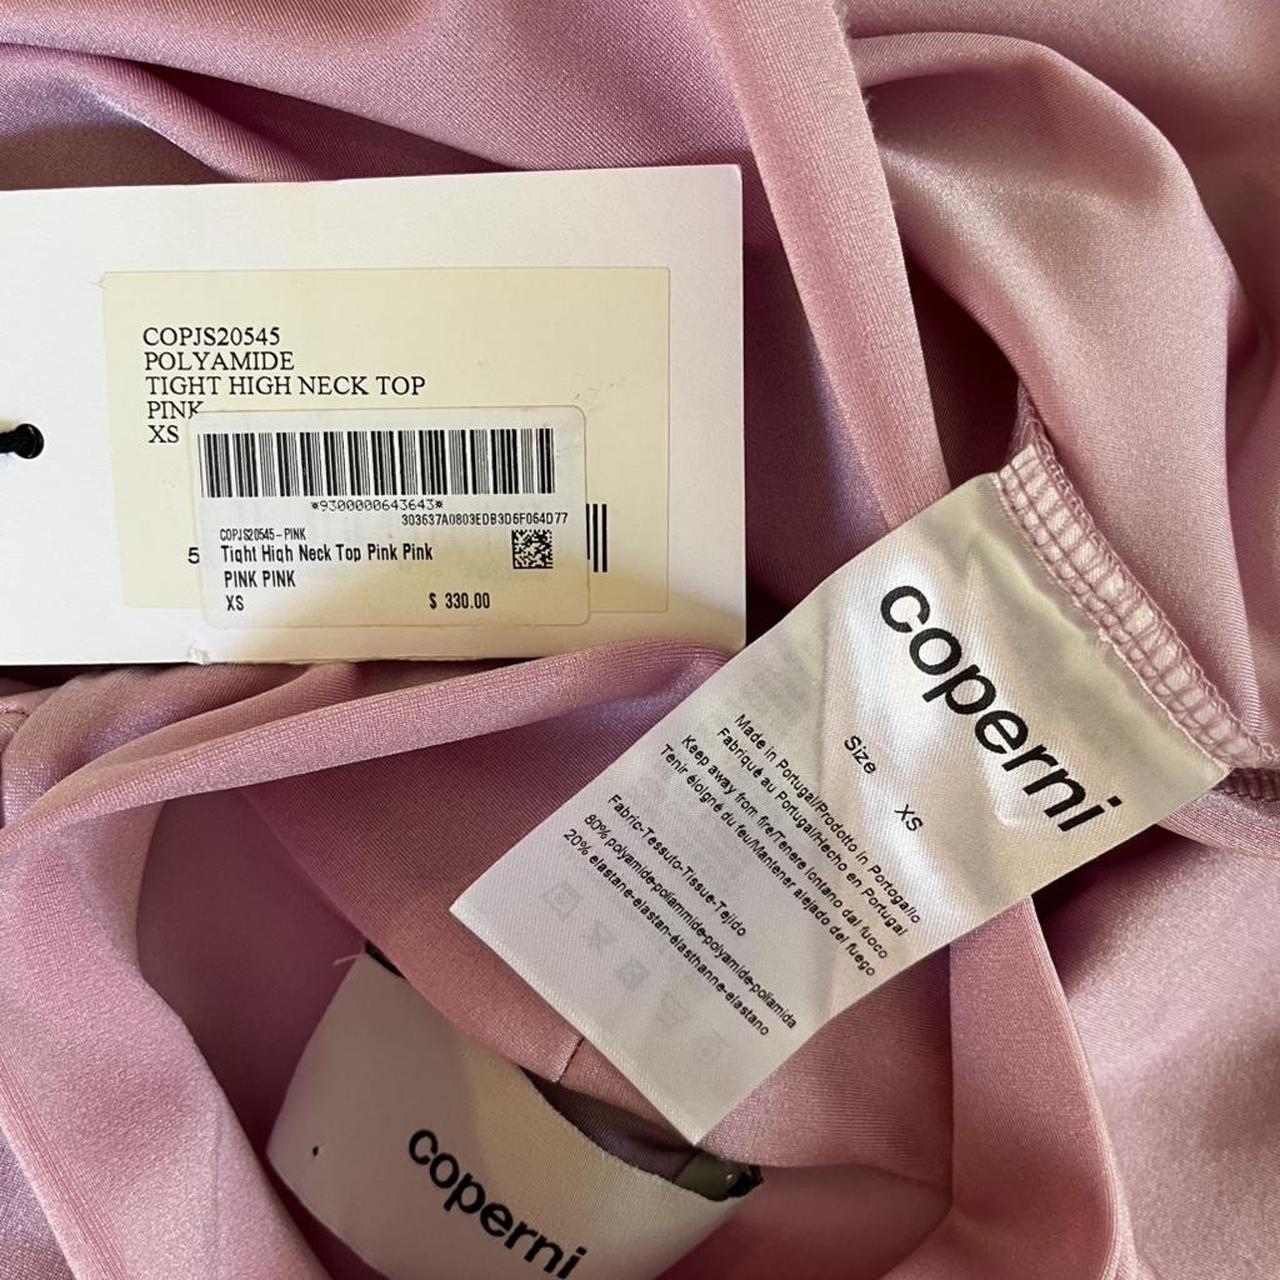 COPJS20545
POLYAMIDE
TIGHT HIGH NECK TOP
PINK
XS
*9300000643643*
303637A0803EDB3D6F064D77
COPJS20545-PINK
5
Tight High Neck Top Pink Pink
PINK PINK
XS $ 330.00
coperni
Size XS
Made in Portugal/Prodotto in Portogallo
Fabriqué au Portugal/Hecho en Portugal
Keep away from fire/Tenere lontano dal fuoco
Tenir éloigné du feu/Mantener alejado del fuego
Fabric-Tessuto-Tissue-Tejido
80% polyamide-poliammide-polyamide-poliamida
20% elastane-elastan-élasthanne-elastano
coperni